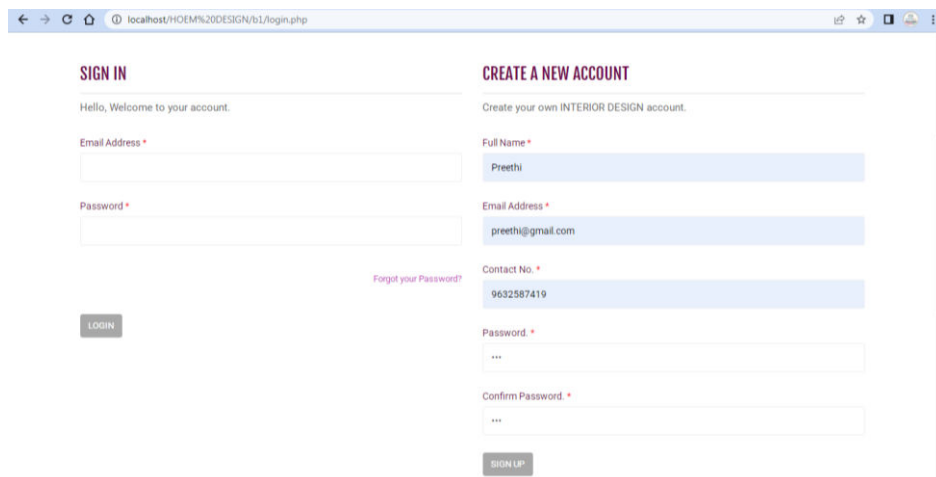 localhost/HOEM%20DESIGN/b1/login.php
SIGN IN
Hello, Welcome to your account.
Email Address *
Password *
Forgot your Password?
LOGIN
CREATE A NEW ACCOUNT
Create your own INTERIOR DESIGN account.
Full Name *
Preethi
Email Address *
preethi@gmail.com
Contact No. *
9632587419
Password. *
•••
Confirm Password. *
•••
SIGN UP